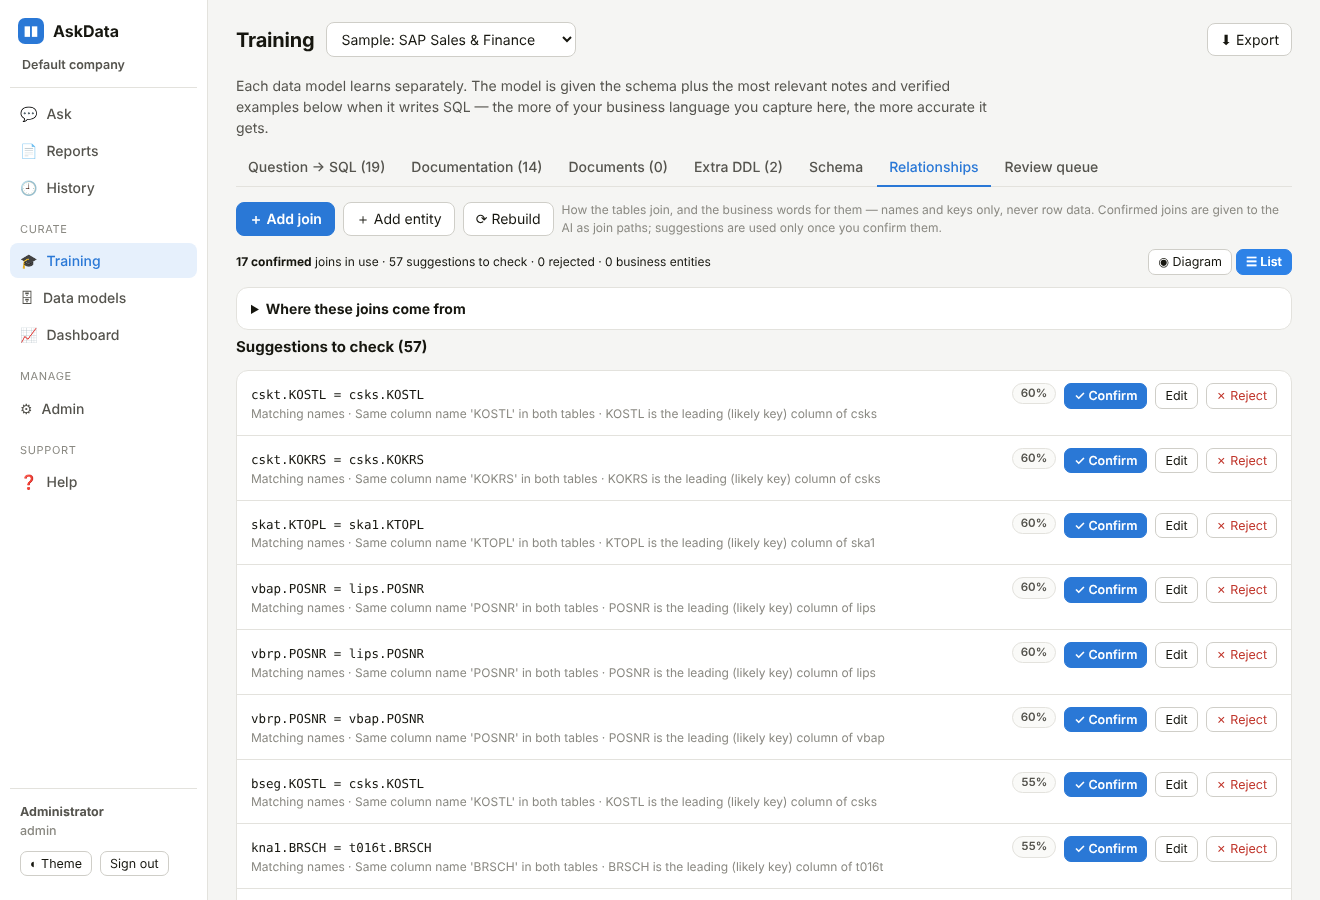 AskData
Default company
Ask
Reports
History
CURATE
Training
Data models
Dashboard
MANAGE
Admin
SUPPORT
Help
Administrator
admin
Theme
Sign out
Training
Sample: SAP Sales & Finance
⬇ Export
Each data model learns separately. The model is given the schema plus the most relevant notes and verified
examples below when it writes SQL — the more of your business language you capture here, the more accurate it
gets.
Question → SQL (19) Documentation (14) Documents (0) Extra DDL (2) Schema Relationships Review queue
+ Add join + Add entity ⟳ Rebuild
How the tables join, and the business words for them — names and keys only, never row data. Confirmed joins are given to the
AI as join paths; suggestions are used only once you confirm them.
17 confirmed joins in use · 57 suggestions to check · 0 rejected · 0 business entities
◉ Diagram ☰ List
▶ Where these joins come from
Suggestions to check (57)
cskt.KOSTL = csks.KOSTL 60% ✓ Confirm Edit × Reject
Matching names · Same column name 'KOSTL' in both tables · KOSTL is the leading (likely key) column of csks
cskt.KOKRS = csks.KOKRS 60% ✓ Confirm Edit × Reject
Matching names · Same column name 'KOKRS' in both tables · KOKRS is the leading (likely key) column of csks
skat.KTOPL = ska1.KTOPL 60% ✓ Confirm Edit × Reject
Matching names · Same column name 'KTOPL' in both tables · KTOPL is the leading (likely key) column of ska1
vbap.POSNR = lips.POSNR 60% ✓ Confirm Edit × Reject
Matching names · Same column name 'POSNR' in both tables · POSNR is the leading (likely key) column of lips
vbrp.POSNR = lips.POSNR 60% ✓ Confirm Edit × Reject
Matching names · Same column name 'POSNR' in both tables · POSNR is the leading (likely key) column of lips
vbrp.POSNR = vbap.POSNR 60% ✓ Confirm Edit × Reject
Matching names · Same column name 'POSNR' in both tables · POSNR is the leading (likely key) column of vbap
bseg.KOSTL = csks.KOSTL 55% ✓ Confirm Edit × Reject
Matching names · Same column name 'KOSTL' in both tables · KOSTL is the leading (likely key) column of csks
kna1.BRSCH = t016t.BRSCH 55% ✓ Confirm Edit × Reject
Matching names · Same column name 'BRSCH' in both tables · BRSCH is the leading (likely key) column of t016t